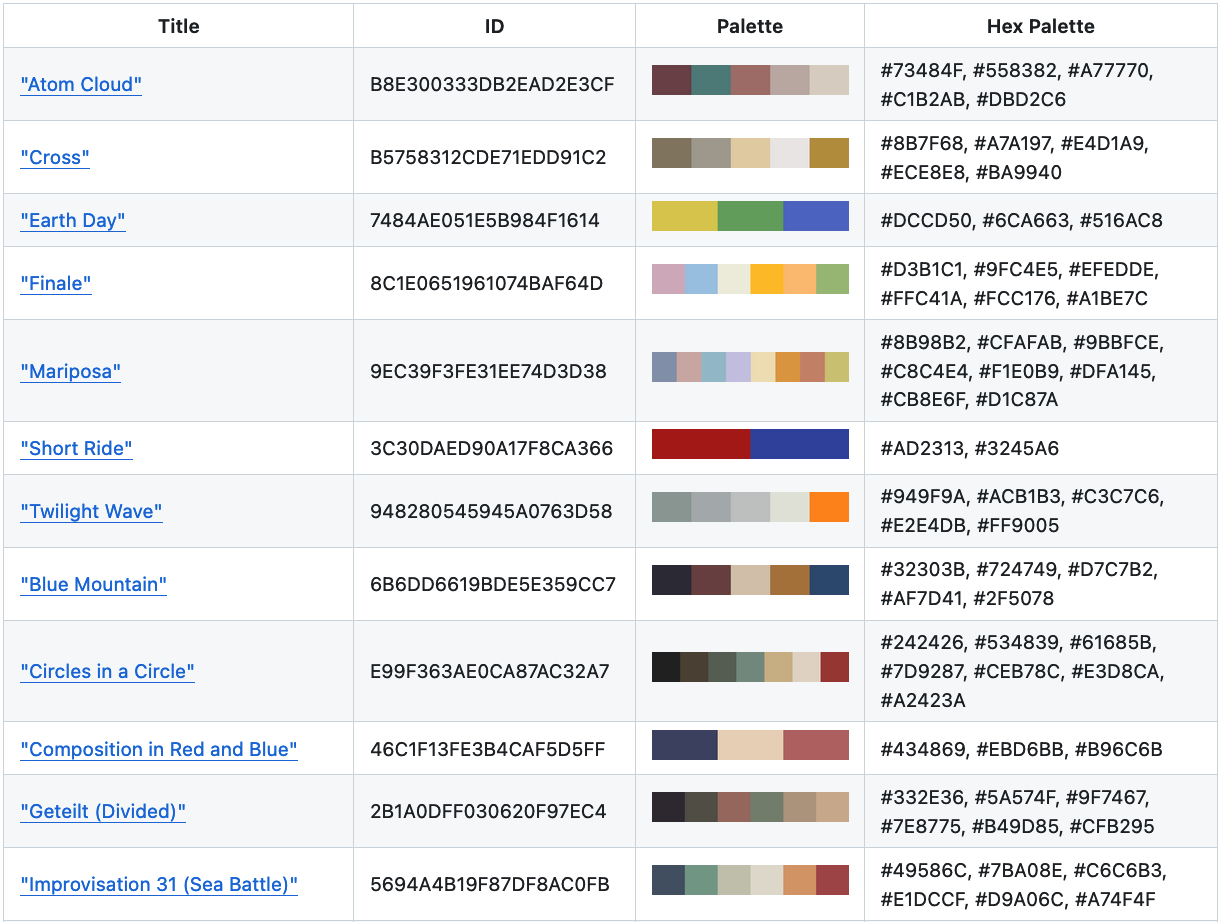 Title ID Palette Hex Palette
"Atom Cloud" B8E300333DB2EAD2E3CF #73484F, #558382, #A77770,
#C1B2AB, #DBD2C6
"Cross" B5758312CDE71EDD91C2 #8B7F68, #A7A197, #E4D1A9,
#ECE8E8, #BA9940
"Earth Day" 7484AE051E5B984F1614 #DCCD50, #6CA663, #516AC8
"Finale" 8C1E0651961074BAF64D #D3B1C1, #9FC4E5, #EFEDDE,
#FFC41A, #FCC176, #A1BE7C
"Mariposa" 9EC39F3FE31EE74D3D38 #8B98B2, #CFAFAB, #9BBFCE,
#C8C4E4, #F1E0B9, #DFA145,
#CB8E6F, #D1C87A
"Short Ride" 3C30DAED90A17F8CA366 #AD2313, #3245A6
"Twilight Wave" 948280545945A0763D58 #949F9A, #ACB1B3, #C3C7C6,
#E2E4DB, #FF9005
"Blue Mountain" 6B6DD6619BDE5E359CC7 #32303B, #724749, #D7C7B2,
#AF7D41, #2F5078
"Circles in a Circle" E99F363AE0CA87AC32A7 #242426, #534839, #61685B,
#7D9287, #CEB78C, #E3D8CA,
#A2423A
"Composition in Red and Blue" 46C1F13FE3B4CAF5D5FF #434869, #EBD6BB, #B96C6B
"Geteilt (Divided)" 2B1A0DFF030620F97EC4 #332E36, #5A574F, #9F7467,
#7E8775, #B49D85, #CFB295
"Improvisation 31 (Sea Battle)" 5694A4B19F87DF8AC0FB #49586C, #7BA08E, #C6C6B3,
#E1DCCF, #D9A06C, #A74F4F